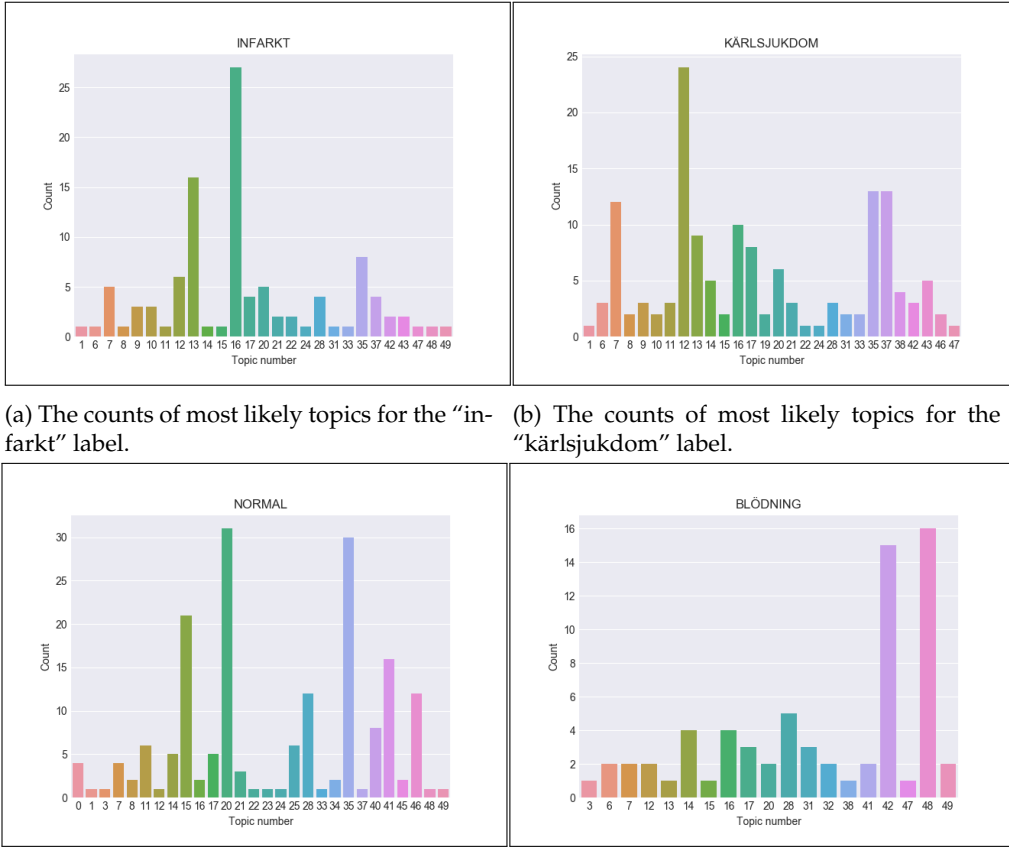 INFARKT
Count
25
20
15
10
5
0
1 6 7 8 9 10 11 12 13 14 15 16 17 20 21 22 24 28 31 33 35 37 42 43 47 48 49
Topic number
KÄRLSJUKDOM
Count
25
20
15
10
5
0
1 6 7 8 9 10 11 12 13 14 15 16 17 19 20 21 22 24 28 32 33 35 37 38 42 43 46 47
Topic number
(a) The counts of most likely topics for the “in-
farkt” label.
(b) The counts of most likely topics for the
“kärlsjukdom” label.
NORMAL
Count
30
25
20
15
10
5
0
0 1 3 7 8 11 12 14 15 16 17 20 21 22 23 24 25 28 33 34 35 37 40 41 45 46 48 49
Topic number
BLÖDNING
Count
16
14
12
10
8
6
4
2
0
3 6 7 12 13 14 15 16 17 20 28 31 32 38 41 42 47 48 49
Topic number